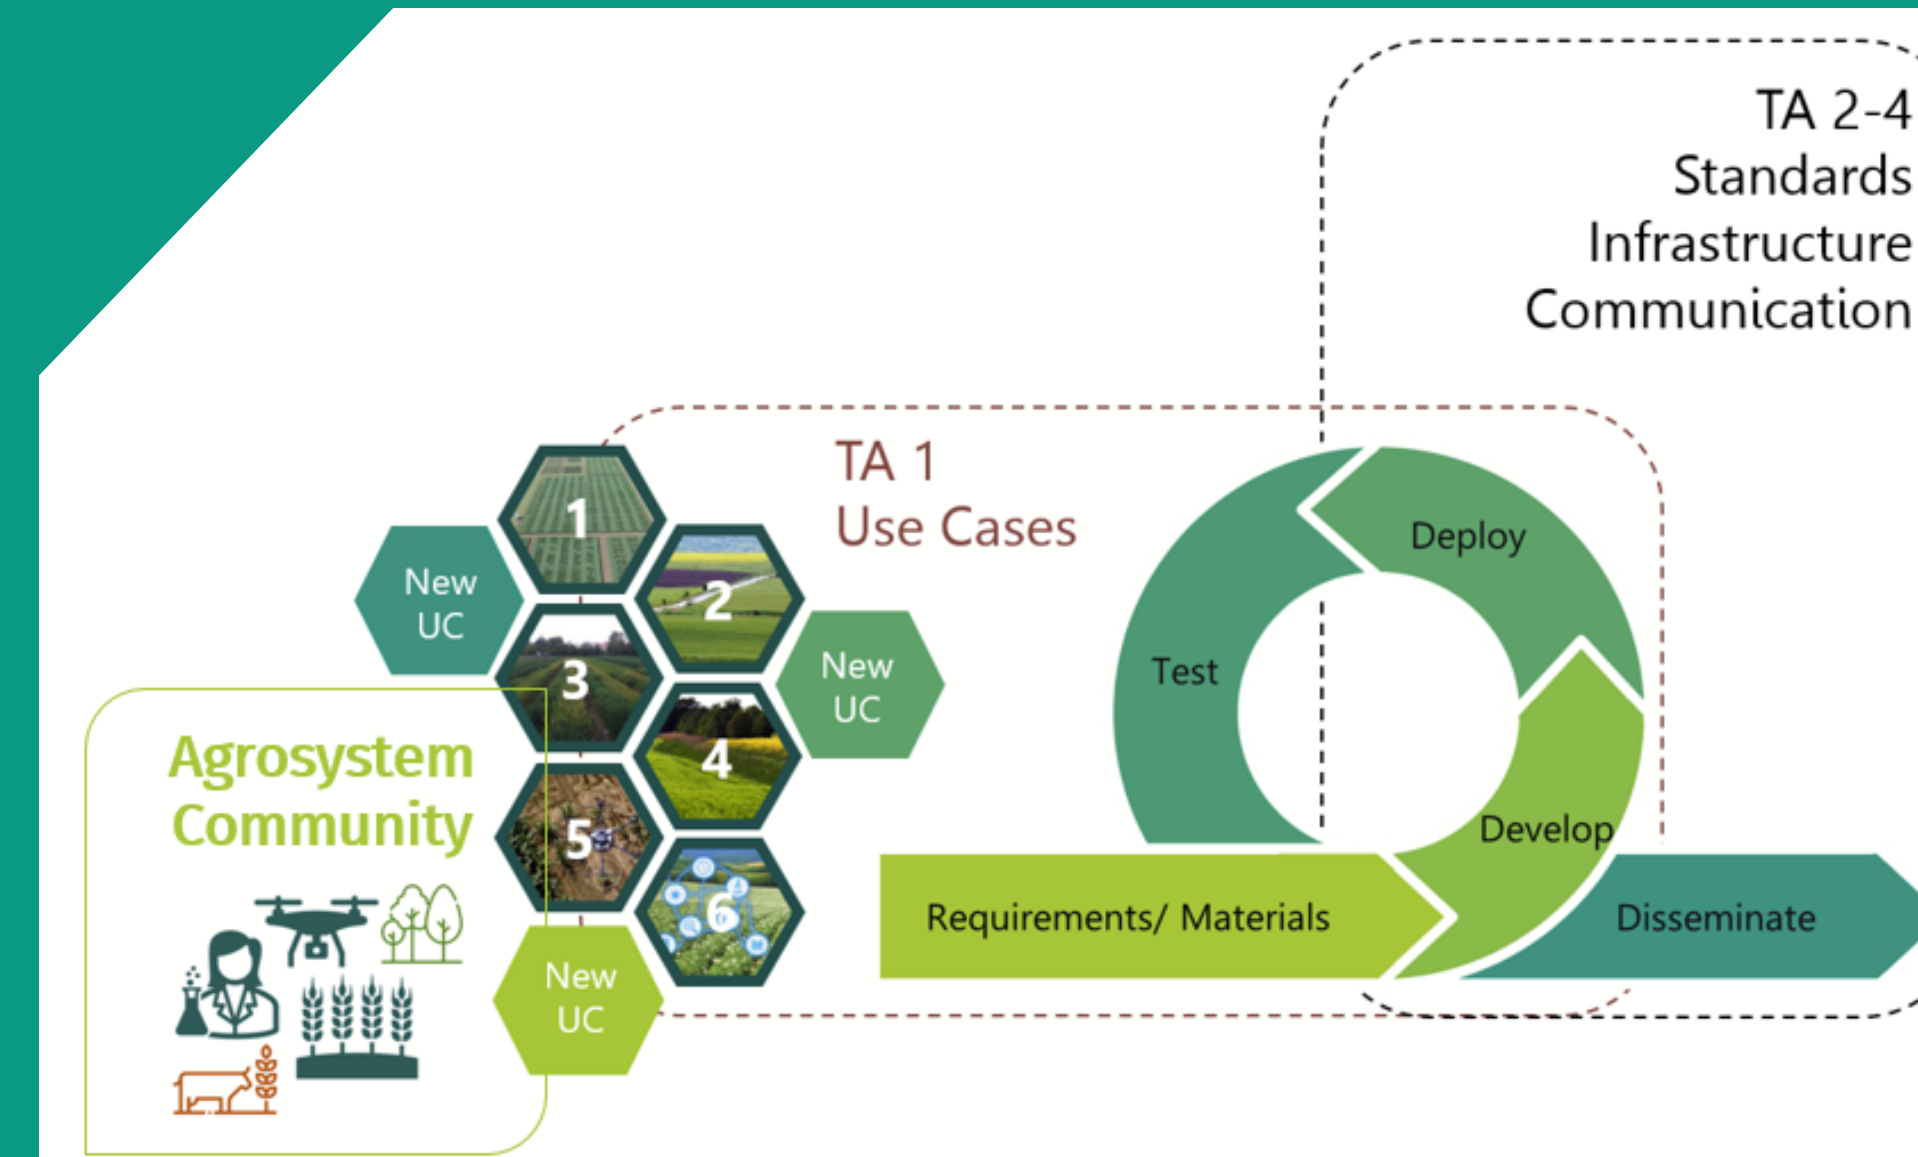 TA 2-4
Standards
Infrastructure
Communication
TA 1
Use Cases
1
2
3
4
5
6
New
UC
New
UC
New
UC
Agrosystem
Community
Test
Deploy
Develop
Requirements/ Materials
Disseminate